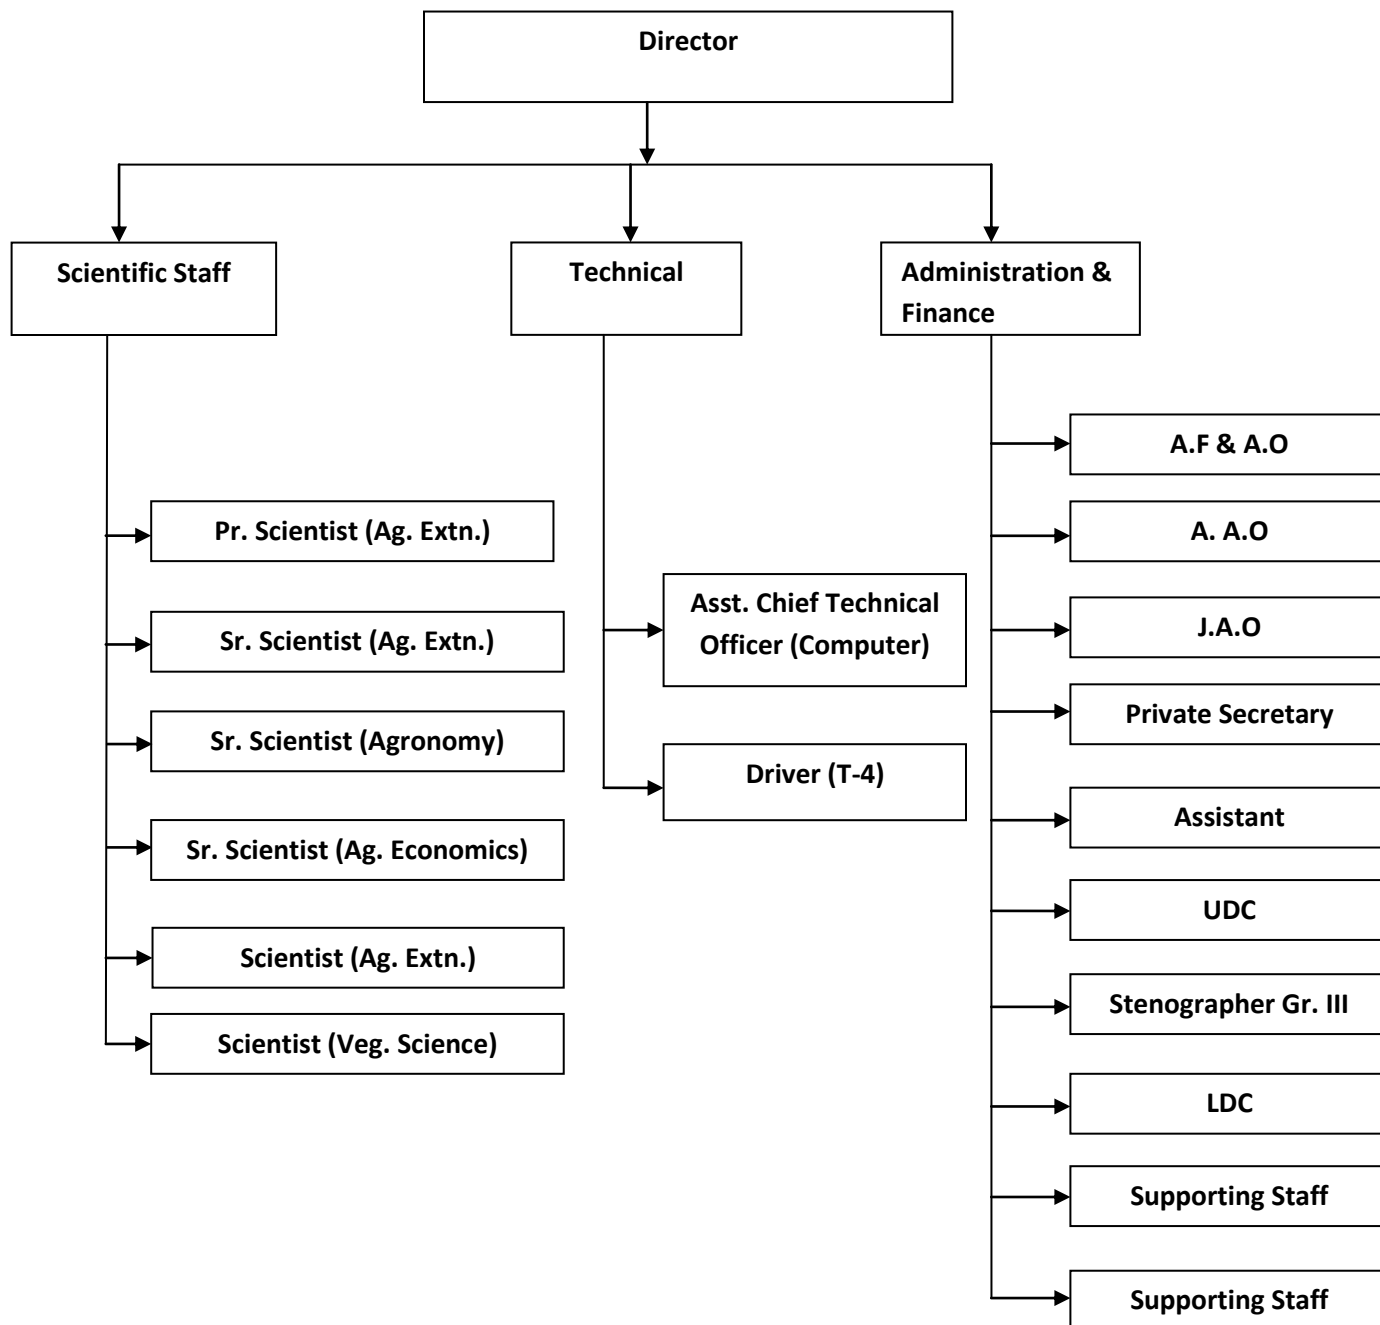 Director
Scientific Staff
Technical
Administration &
Finance
Pr. Scientist (Ag. Extn.)
Sr. Scientist (Ag. Extn.)
Sr. Scientist (Agronomy)
Sr. Scientist (Ag. Economics)
Scientist (Ag. Extn.)
Scientist (Veg. Science)
Asst. Chief Technical
Officer (Computer)
Driver (T-4)
A.F & A.O
A. A.O
J.A.O
Private Secretary
Assistant
UDC
Stenographer Gr. III
LDC
Supporting Staff
Supporting Staff